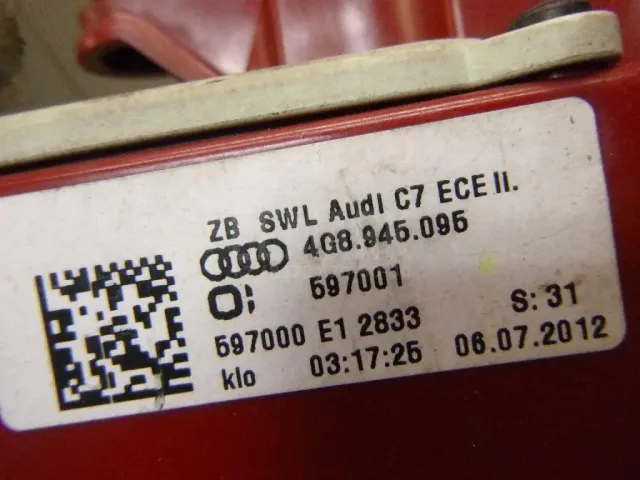 ZB SWL Audi C7 ECE II.
4G8.945.095
597001
597000 E1 2833 S: 31
klo 03:17:25 06.07.2012